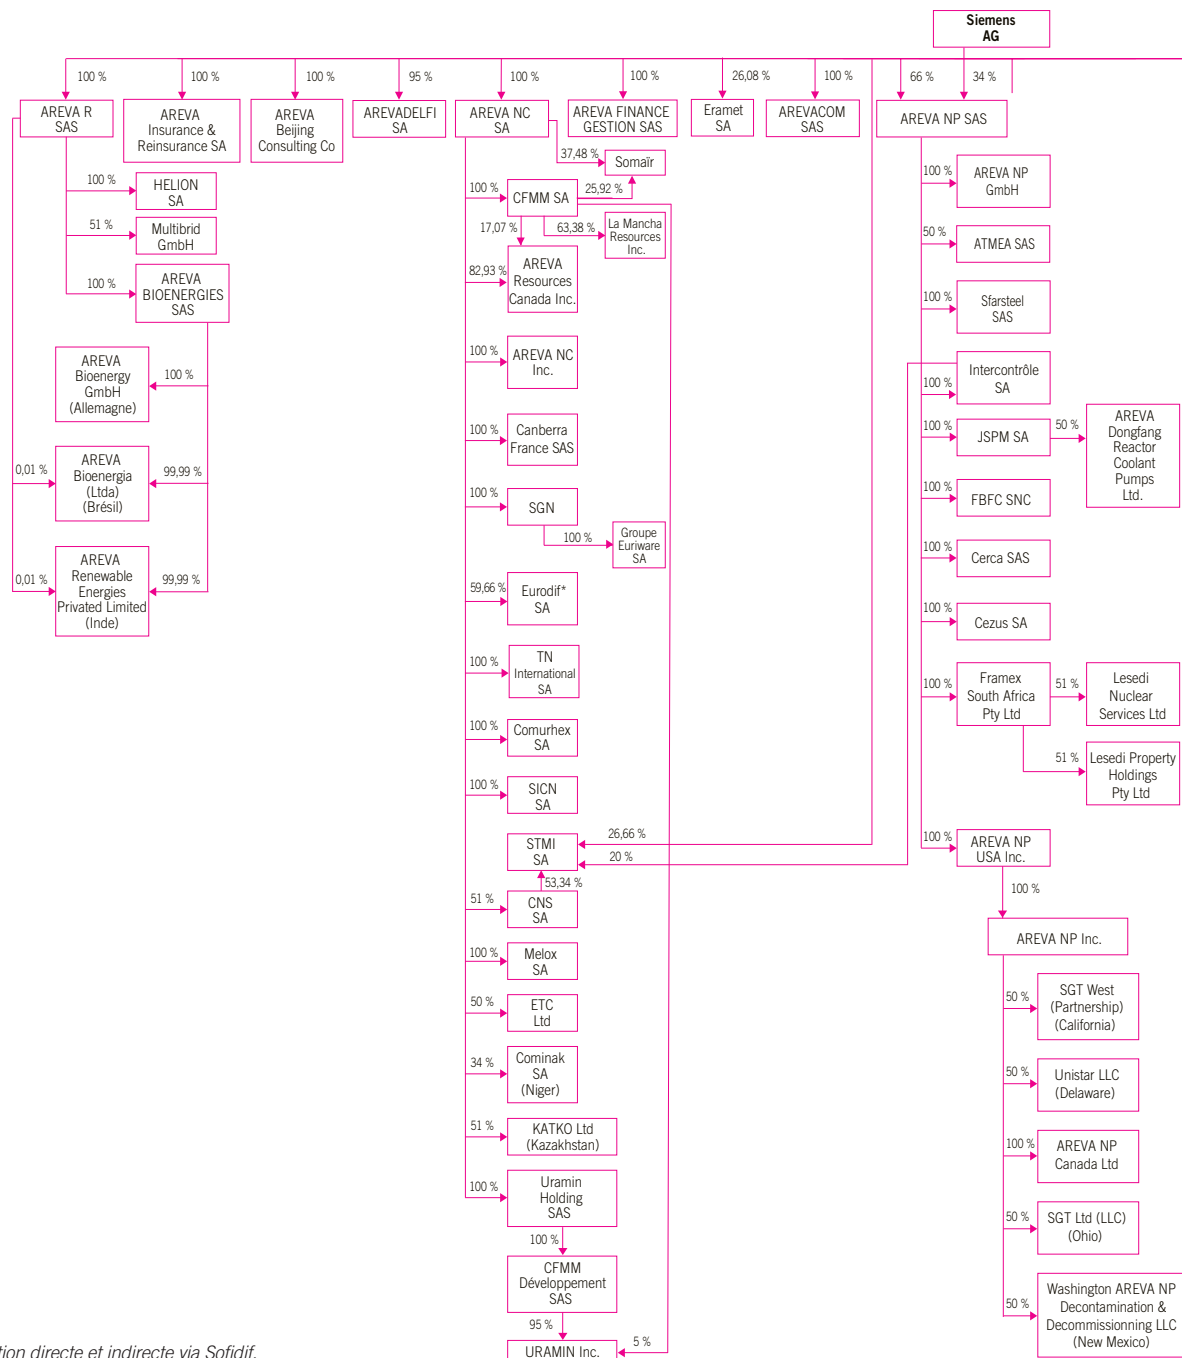 Siemens
AG
100 %
100 %
100 %
95 %
100 %
100 %
26,08 %
100 %
66 %
34 %
AREVA R
SAS
AREVA
Insurance &
Reinsurance SA
AREVA
Beijing
Consulting Co
AREVADELFI
SA
AREVA NC
SA
AREVA FINANCE
GESTION SAS
Eramet
SA
AREVACOM
SAS
AREVA NP SAS
37,48 %
Somaïr
100 %
HELION
SA
51 %
Multibrid
GmbH
100 %
AREVA
BIOENERGIES
SAS
AREVA
Bioenergy
GmbH
(Allemagne)
100 %
0,01 %
AREVA
Bioenergia
(Ltda)
(Brésil)
99,99 %
0,01 %
AREVA
Renewable
Energies
Privated Limited
(Inde)
99,99 %
100 %
CFMM SA
25,92 %
17,07 %
63,38 %
La Mancha
Resources
Inc.
82,93 %
AREVA
Resources
Canada Inc.
100 %
AREVA NC
Inc.
100 %
Canberra
France SAS
100 %
SGN
100 %
Groupe
Euriware
SA
59,66 %
Eurodif*
SA
100 %
TN
International
SA
100 %
Comurhex
SA
100 %
SICN
SA
STMI
SA
26,66 %
20 %
53,34 %
51 %
CNS
SA
100 %
Melox
SA
50 %
ETC
Ltd
34 %
Cominak
SA
(Niger)
51 %
KATKO Ltd
(Kazakhstan)
100 %
Uramin
Holding
SAS
100 %
CFMM
Développement
SAS
95 %
URAMIN Inc.
5 %
100 %
AREVA NP
GmbH
50 %
ATMEA SAS
100 %
Sfarsteel
SAS
100 %
Intercontrôle
SA
100 %
JSPM SA
50 %
AREVA
Dongfang
Reactor
Coolant
Pumps
Ltd.
100 %
FBFC SNC
100 %
Cerca SAS
100 %
Cezus SA
100 %
Framex
South Africa
Pty Ltd
51 %
Lesedi
Nuclear
Services Ltd
51 %
Lesedi Property
Holdings
Pty Ltd
100 %
AREVA NP
USA Inc.
100 %
AREVA NP Inc.
50 %
SGT West
(Partnership)
(California)
50 %
Unistar LLC
(Delaware)
100 %
AREVA NP
Canada Ltd
50 %
SGT Ltd (LLC)
(Ohio)
50 %
Washington AREVA NP
Decontamination &
Decommissionning LLC
(New Mexico)
tion directe et indirecte via Sofidif.